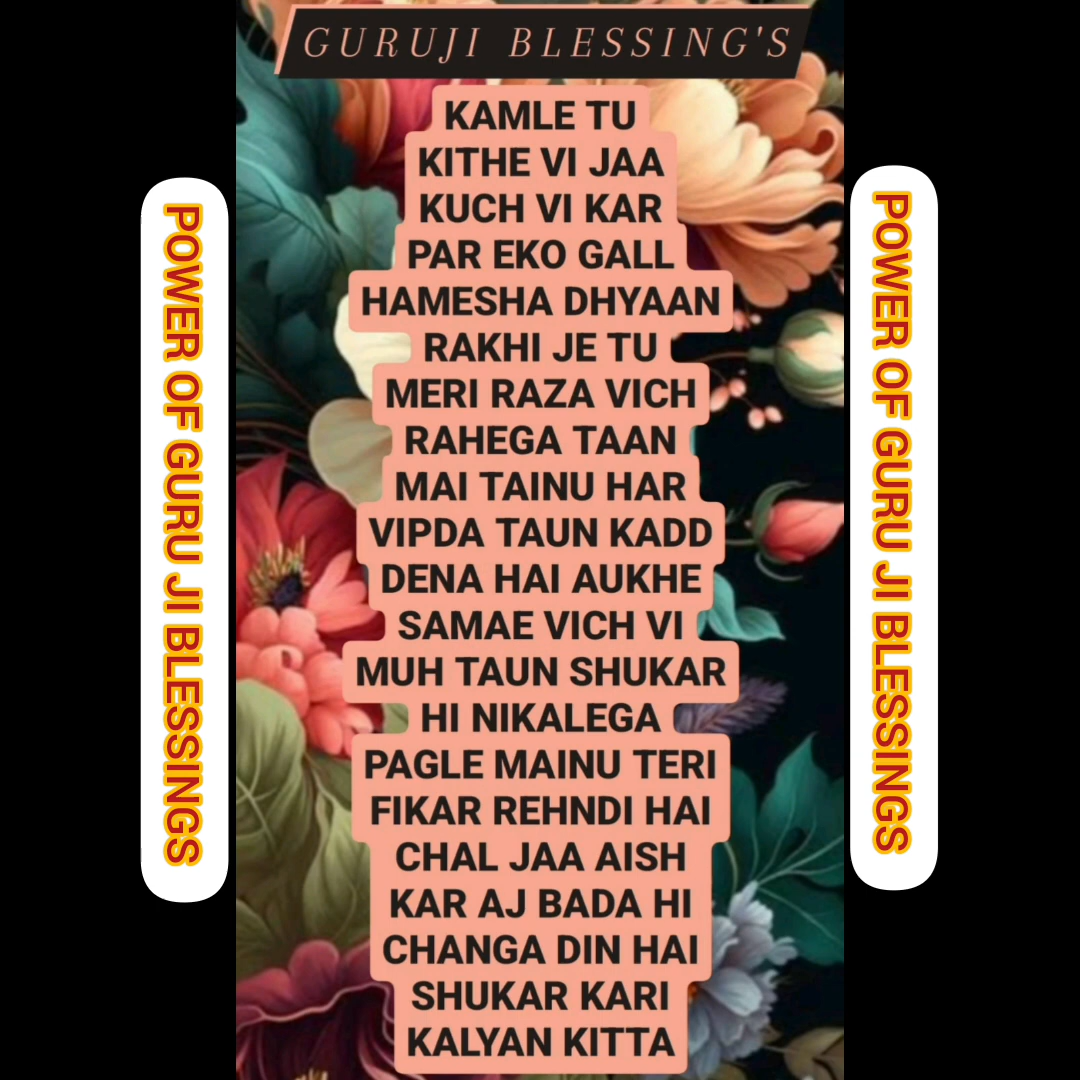 GURUJI BLESSING'S
KAMLE TU
KITHE VI JAA
KUCH VI KAR
PAR EKO GALL
HAMESHA DHYAAN
RAKHI JE TU
MERI RAZA VICH
RAHEGA TAAN
MAI TAINU HAR
VIPDA TAUN KADD
DENA HAI AUKHE
SAMAE VICH VI
MUH TAUN SHUKAR
HI NIKALEGA
PAGLE MAINU TERI
FIKAR REHNDI HAI
CHAL JAA AISH
KAR AJ BADA HI
CHANGA DIN HAI
SHUKAR KARI
KALYAN KITTA
POWER OF GURU JI BLESSINGS
POWER OF GURU JI BLESSINGS